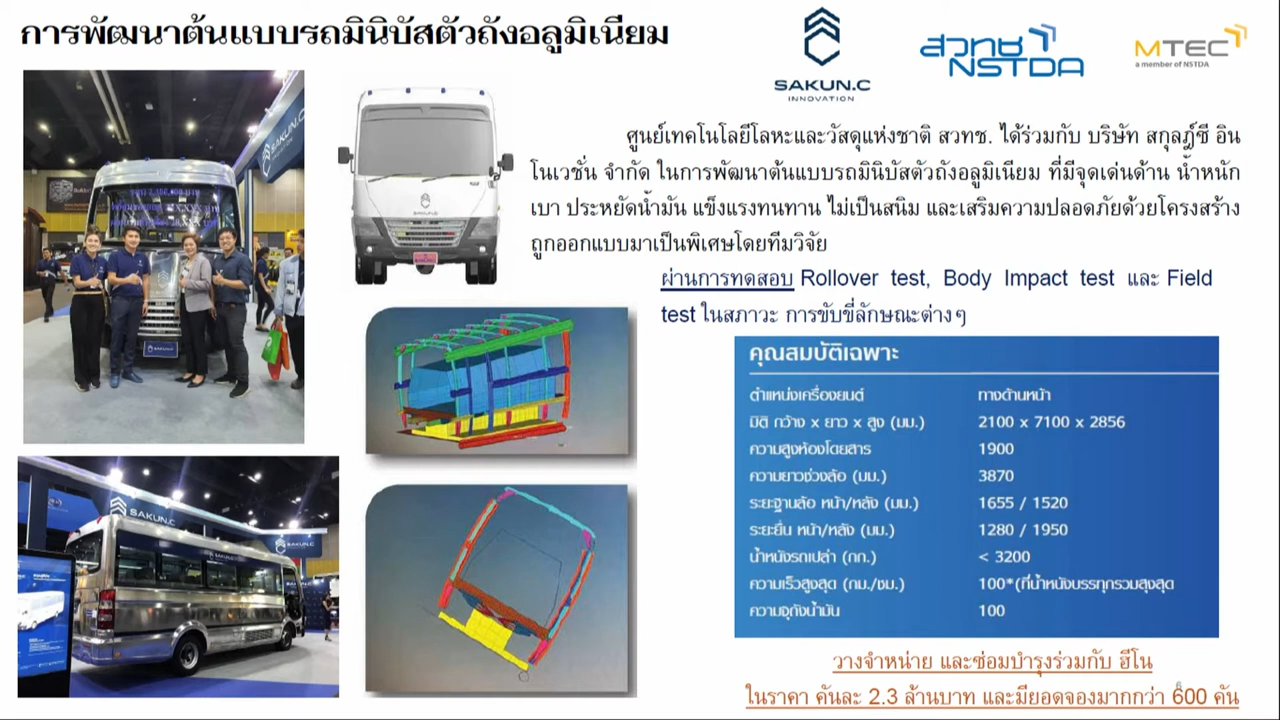 การพัฒนาต้นแบบรถมินิบัสตัวถังอลูมิเนียม
SAKUN.C
INNOVATION
สวทช
NSTDA
MTEC
a member of NSTDA
ศูนย์เทคโนโลยีโลหะและวัสดุแห่งชาติ สวทช. ได้ร่วมกับ บริษัท สกุลฎ์ซี อิน
โนเวชั่น จำกัด ในการพัฒนาต้นแบบรถมินิบัสตัวถังอลูมิเนียม ที่มีจุดเด่นด้าน น้ำหนัก
เบา ประหยัดน้ำมัน แข็งแรงทนทาน ไม่เป็นสนิม และเสริมความปลอดภัยด้วยโครงสร้าง
ถูกออกแบบมาเป็นพิเศษโดยทีมวิจัย
ผ่านการทดสอบ Rollover test, Body Impact test และ Field
test ในสภาวะ การขับขี่ลักษณะต่างๆ
คุณสมบัติเฉพาะ
ตำแหน่งเครื่องยนต์ ทางด้านหน้า
มิติ กว้าง x ยาว x สูง (มม.) 2100 x 7100 x 2856
ความสูงห้องโดยสาร 1900
ความยาวช่วงล้อ (มม.) 3870
ระยะฐานล้อ หน้า/หลัง (มม.) 1655 / 1520
ระยะยื่น หน้า/หลัง (มม.) 1280 / 1950
น้ำหนังรถเปล่า (กก.) < 3200
ความเร็วสูงสุด (กม./ชม.) 100*(ที่น้ำหนังบรรทุกรวมสุงสุด
ความอุถังน้ำมัน 100
วางจำหน่าย และซ่อมบำรุงร่วมกับ ฮีโน
ในราคา คันละ 2.3 ล้านบาท และมียอดจองมากกว่า 600 คัน
6
SAKUN.C
SAKUN.C
SAKUN.C